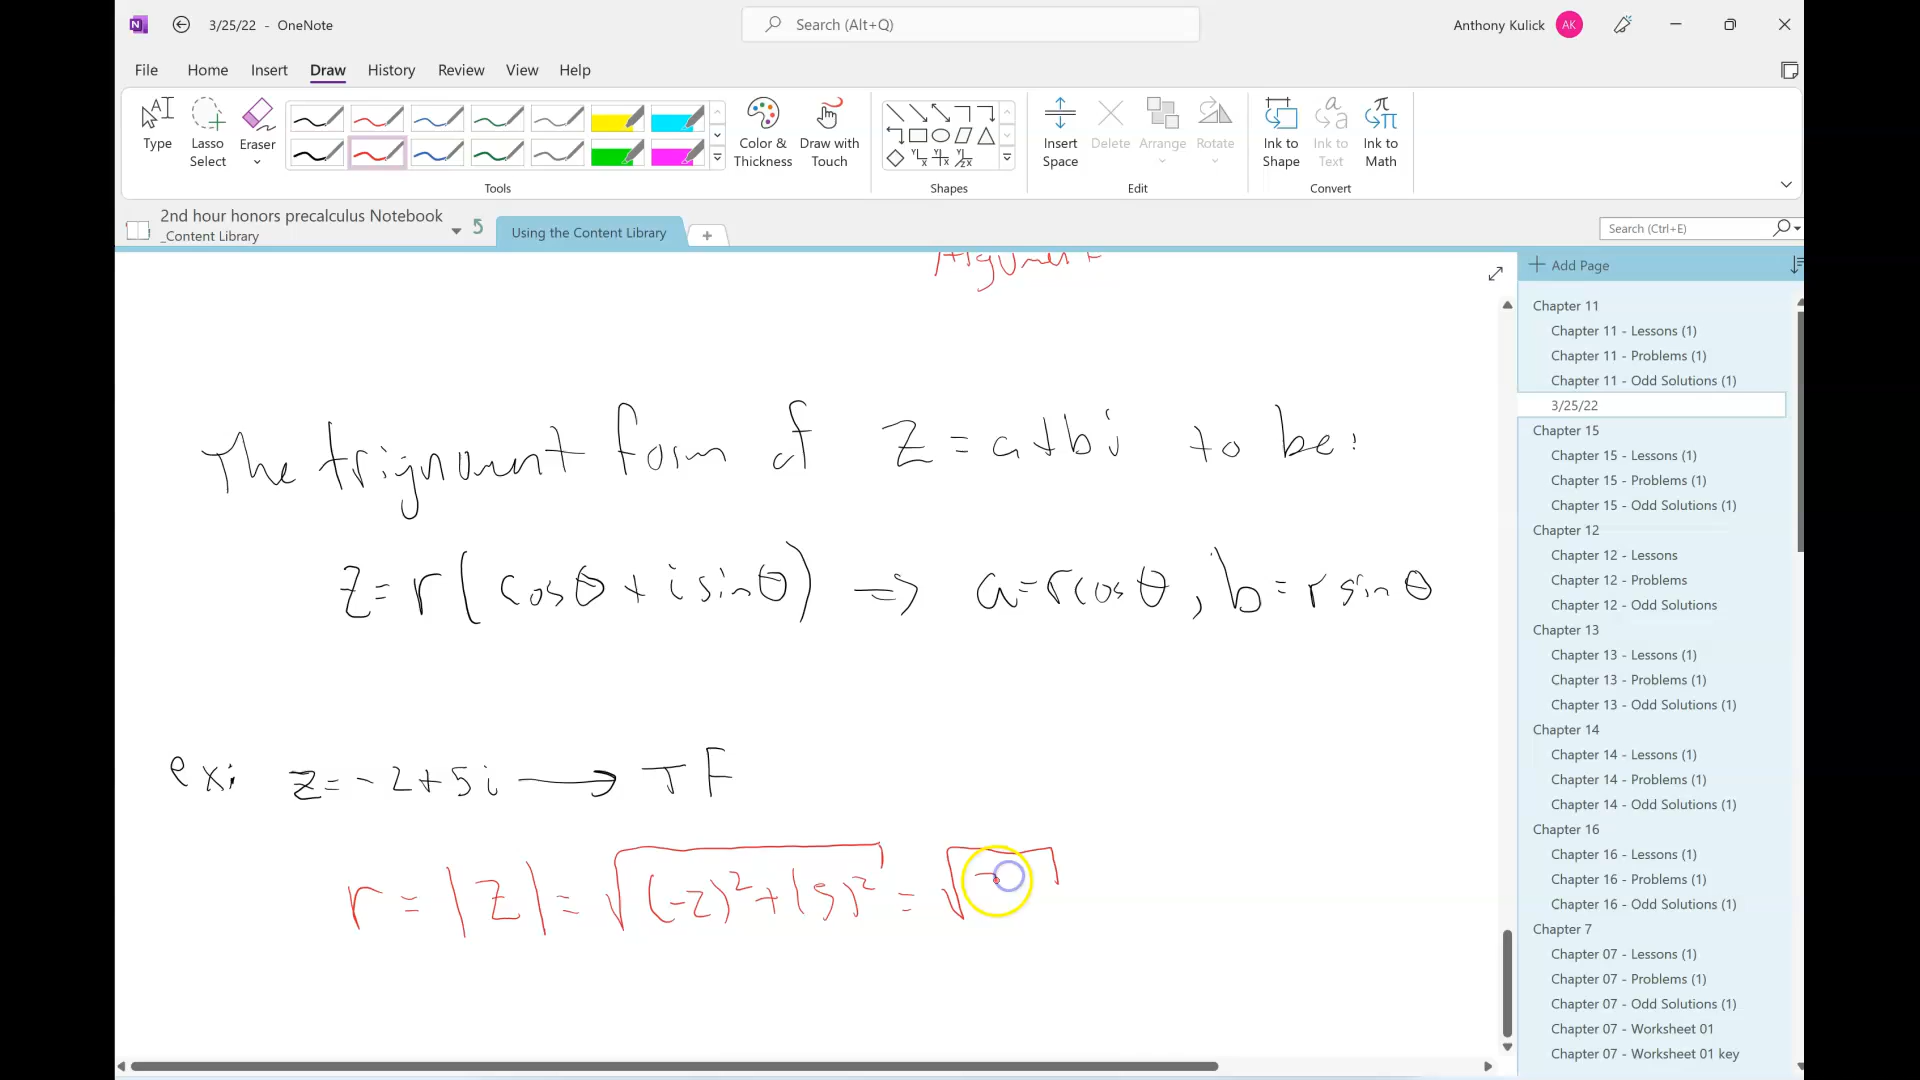 3/25/22 - OneNote
Search (Alt+Q)
Anthony Kulick AK
File Home Insert Draw History Review View Help
Type
Lasso Select
Eraser
Color & Thickness
Draw with Touch
Insert Space
Delete
Arrange
Rotate
Ink to Shape
Ink to Text
Ink to Math
Tools
Shapes
Edit
Convert
2nd hour honors precalculus Notebook
_Content Library
Using the Content Library
Search (Ctrl+E)
Argument
The trignoment form of z = a+bi to be:
z = r(cosθ + i sinθ) => a = rcosθ, b = r sinθ
ex: z = -2+5i → TF
r = |z| = √(-2)² + (5)² = √
Add Page
Chapter 11
Chapter 11 - Lessons (1)
Chapter 11 - Problems (1)
Chapter 11 - Odd Solutions (1)
3/25/22
Chapter 15
Chapter 15 - Lessons (1)
Chapter 15 - Problems (1)
Chapter 15 - Odd Solutions (1)
Chapter 12
Chapter 12 - Lessons
Chapter 12 - Problems
Chapter 12 - Odd Solutions
Chapter 13
Chapter 13 - Lessons (1)
Chapter 13 - Problems (1)
Chapter 13 - Odd Solutions (1)
Chapter 14
Chapter 14 - Lessons (1)
Chapter 14 - Problems (1)
Chapter 14 - Odd Solutions (1)
Chapter 16
Chapter 16 - Lessons (1)
Chapter 16 - Problems (1)
Chapter 16 - Odd Solutions (1)
Chapter 7
Chapter 07 - Lessons (1)
Chapter 07 - Problems (1)
Chapter 07 - Odd Solutions (1)
Chapter 07 - Worksheet 01
Chapter 07 - Worksheet 01 key